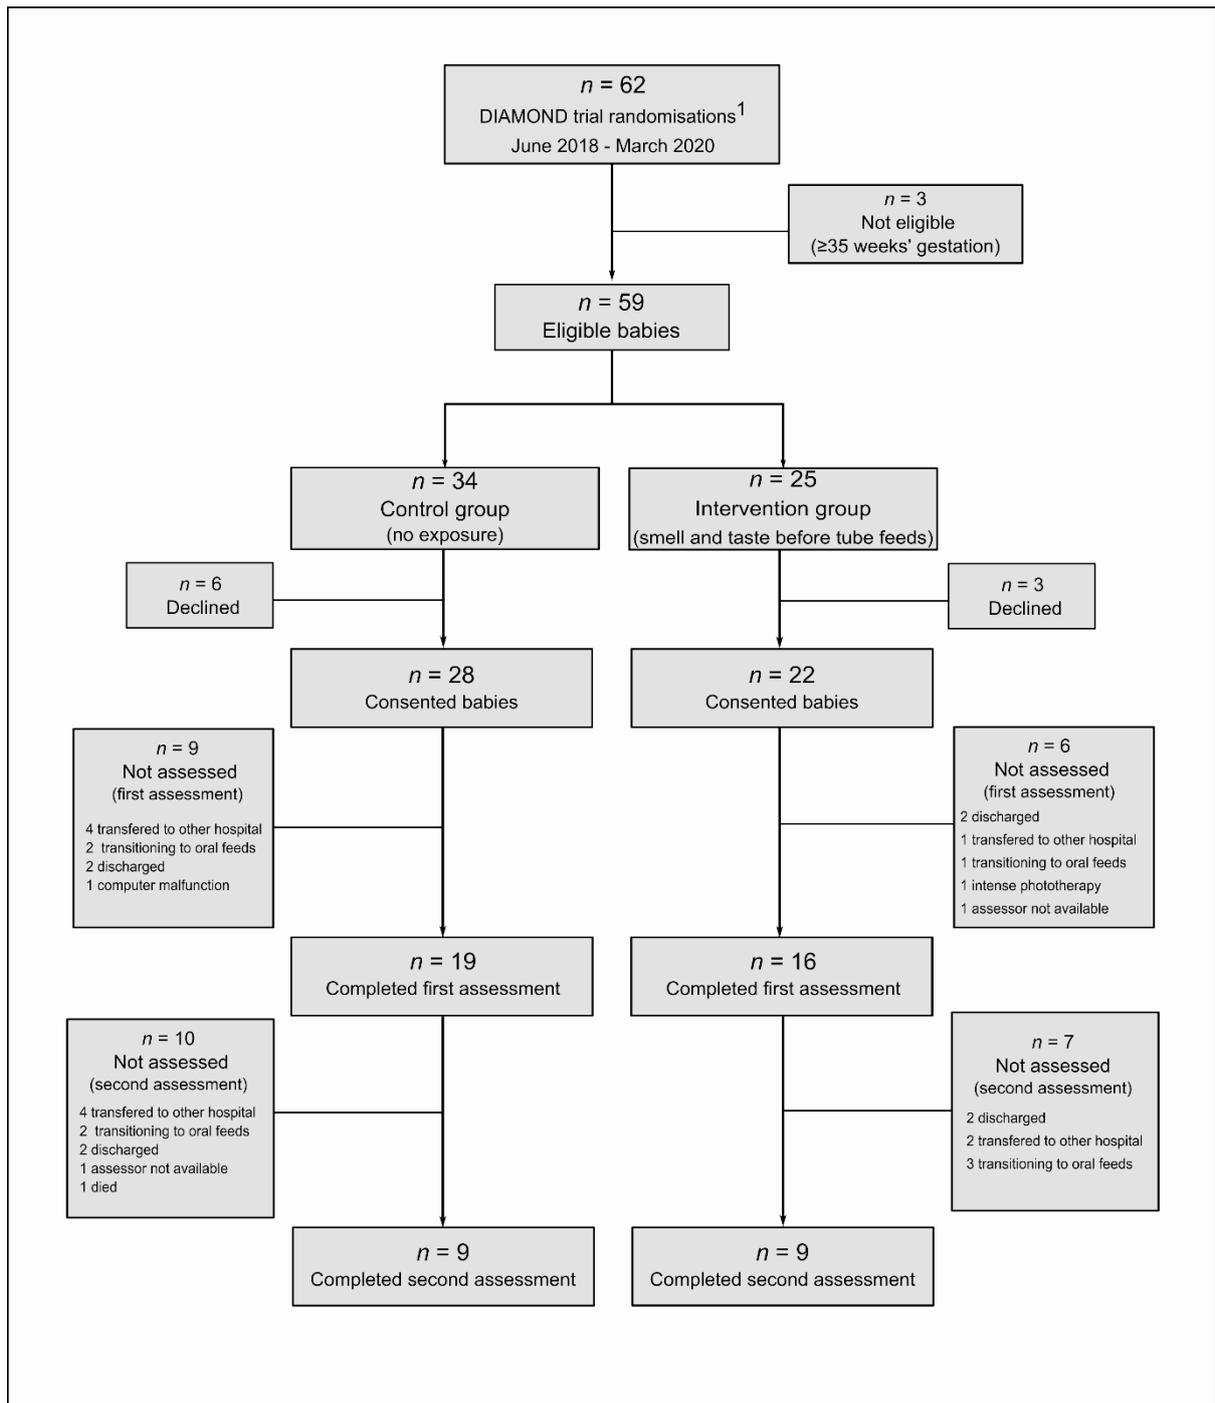 n = 62
DIAMOND trial randomisations1
June 2018 - March 2020
n = 3
Not eligible
(≥35 weeks' gestation)
n = 59
Eligible babies
n = 34
Control group
(no exposure)
n = 25
Intervention group
(smell and taste before tube feeds)
n = 6
Declined
n = 3
Declined
n = 28
Consented babies
n = 22
Consented babies
n = 9
Not assessed
(first assessment)
4 transfered to other hospital
2 transitioning to oral feeds
2 discharged
1 computer malfunction
n = 6
Not assessed
(first assessment)
2 discharged
1 transfered to other hospital
1 transitioning to oral feeds
1 intense phototherapy
1 assessor not available
n = 19
Completed first assessment
n = 16
Completed first assessment
n = 10
Not assessed
(second assessment)
4 transfered to other hospital
2 transitioning to oral feeds
2 discharged
1 assessor not available
1 died
n = 7
Not assessed
(second assessment)
2 discharged
2 transfered to other hospital
3 transitioning to oral feeds
n = 9
Completed second assessment
n = 9
Completed second assessment